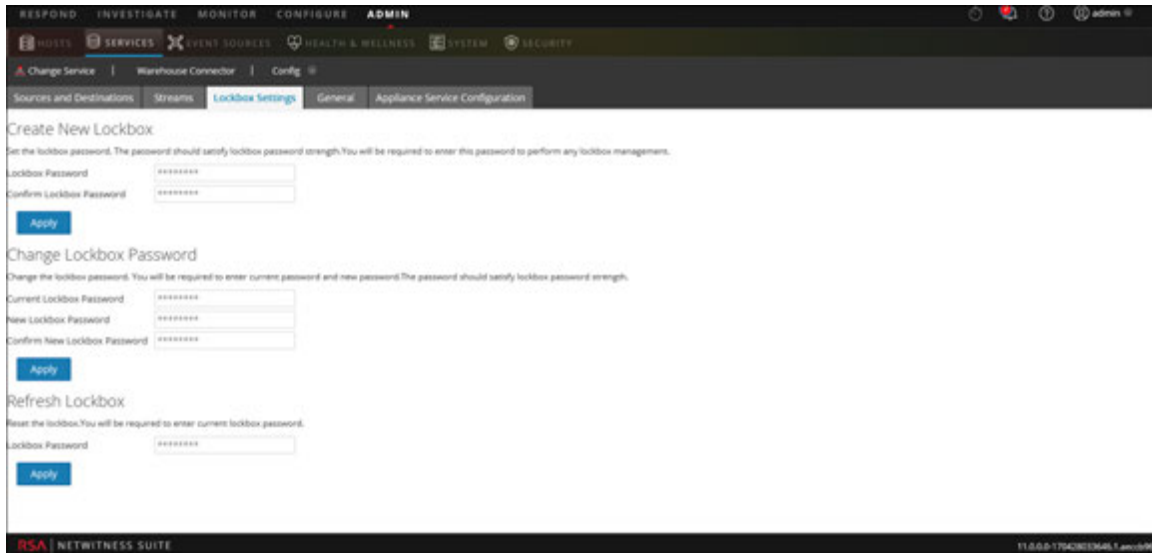 RESPOND INVESTIGATE MONITOR CONFIGURE ADMIN admin
HOSTS SERVICES EVENT SOURCES HEALTH & WELLNESS SYSTEM SECURITY
Change Service | Warehouse Connector | Config
Sources and Destinations Streams Lockbox Settings General Appliance Service Configuration
Create New Lockbox
Set the lockbox password. The password should satisfy lockbox password strength.You will be required to enter this password to perform any lockbox management.
Lockbox Password ********
Confirm Lockbox Password ********
Apply
Change Lockbox Password
Change the lockbox password. You will be required to enter current password and new password.The password should satisfy lockbox password strength.
Current Lockbox Password ********
New Lockbox Password ********
Confirm New Lockbox Password ********
Apply
Refresh Lockbox
Reset the lockbox.You will be required to enter current lockbox password.
Lockbox Password ********
Apply
RSA | NETWITNESS SUITE